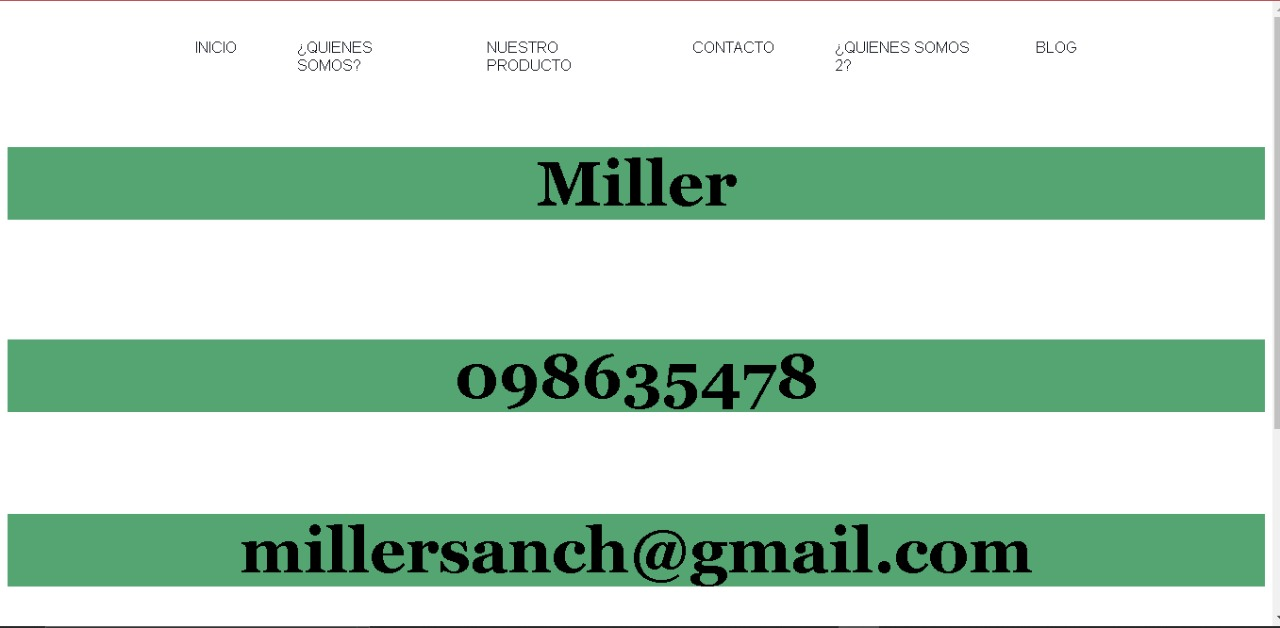 INICIO ¿QUIENES SOMOS? NUESTRO PRODUCTO CONTACTO ¿QUIENES SOMOS 2? BLOG
Miller
098635478
millersanch@gmail.com